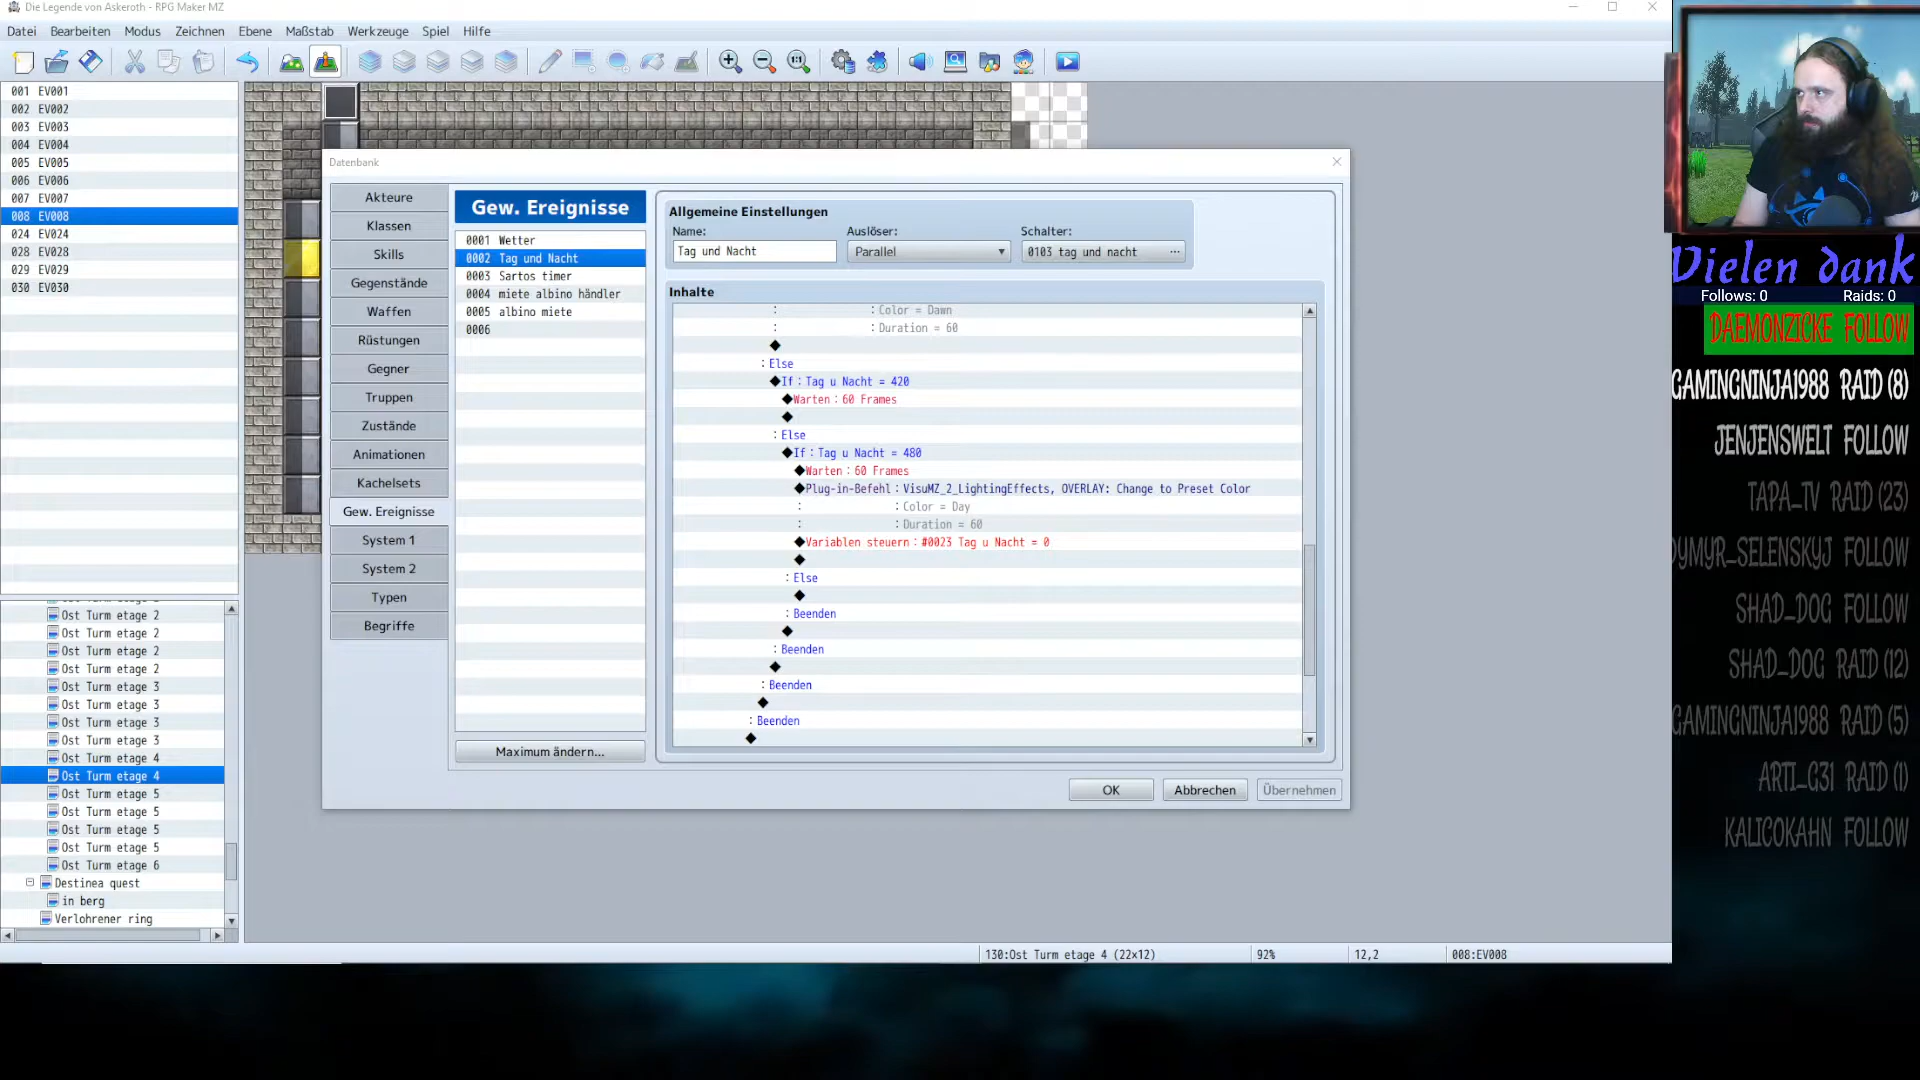 Die Legende von Askeroth - RPG Maker MZ
Datei Bearbeiten Modus Zeichnen Ebene Maßstab Werkzeuge Spiel Hilfe
001 EV001
002 EV002
003 EV003
004 EV004
005 EV005
006 EV006
007 EV007
008 EV008
024 EV024
028 EV028
029 EV029
030 EV030
Ost Turm etage 2
Ost Turm etage 2
Ost Turm etage 2
Ost Turm etage 2
Ost Turm etage 3
Ost Turm etage 3
Ost Turm etage 3
Ost Turm etage 3
Ost Turm etage 4
Ost Turm etage 4
Ost Turm etage 5
Ost Turm etage 5
Ost Turm etage 5
Ost Turm etage 5
Ost Turm etage 6
Destinea quest
in berg
Verlohrener ring
Datenbank
Akteure
Klassen
Skills
Gegenstände
Waffen
Rüstungen
Gegner
Truppen
Zustände
Animationen
Kachelsets
Gew. Ereignisse
System 1
System 2
Typen
Begriffe
Gew. Ereignisse
0001 Wetter
0002 Tag und Nacht
0003 Sartos timer
0004 miete albino händler
0005 albino miete
0006
Maximum ändern...
Allgemeine Einstellungen
Name: Auslöser: Schalter:
Tag und Nacht Parallel 0103 tag und nacht ...
Inhalte
: :Color = Dawn
: :Duration = 60
◆
:Else
◆If:Tag u Nacht = 420
◆Warten:60 Frames
◆
:Else
◆If:Tag u Nacht = 480
◆Warten:60 Frames
◆Plug-in-Befehl:VisuMZ_2_LightingEffects, OVERLAY: Change to Preset Color
: :Color = Day
: :Duration = 60
◆Variablen steuern:#0023 Tag u Nacht = 0
◆
:Else
◆
:Beenden
◆
:Beenden
◆
:Beenden
◆
:Beenden
◆
OK Abbrechen Übernehmen
130:Ost Turm etage 4 (22x12) 92% 12,2 008:EV008
Vielen dank
Follows: 0 Raids: 0
DAEMONZICKE FOLLOW
GAMINGNINJA1988 RAID (8)
JENJENSWELT FOLLOW
TAPA_TV RAID (23)
DYMYR_SELENSKYJ FOLLOW
SHAD_DOG FOLLOW
SHAD_DOG RAID (12)
GAMINGNINJA1988 RAID (5)
ARTI_G31 RAID (1)
KALICOKAHN FOLLOW